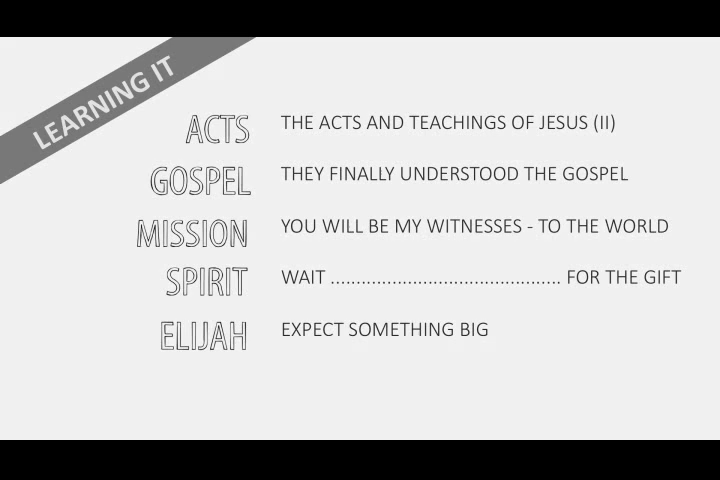 LEARNING IT
ACTS THE ACTS AND TEACHINGS OF JESUS (II)
GOSPEL THEY FINALLY UNDERSTOOD THE GOSPEL
MISSION YOU WILL BE MY WITNESSES - TO THE WORLD
SPIRIT WAIT ............................................. FOR THE GIFT
ELIJAH EXPECT SOMETHING BIG